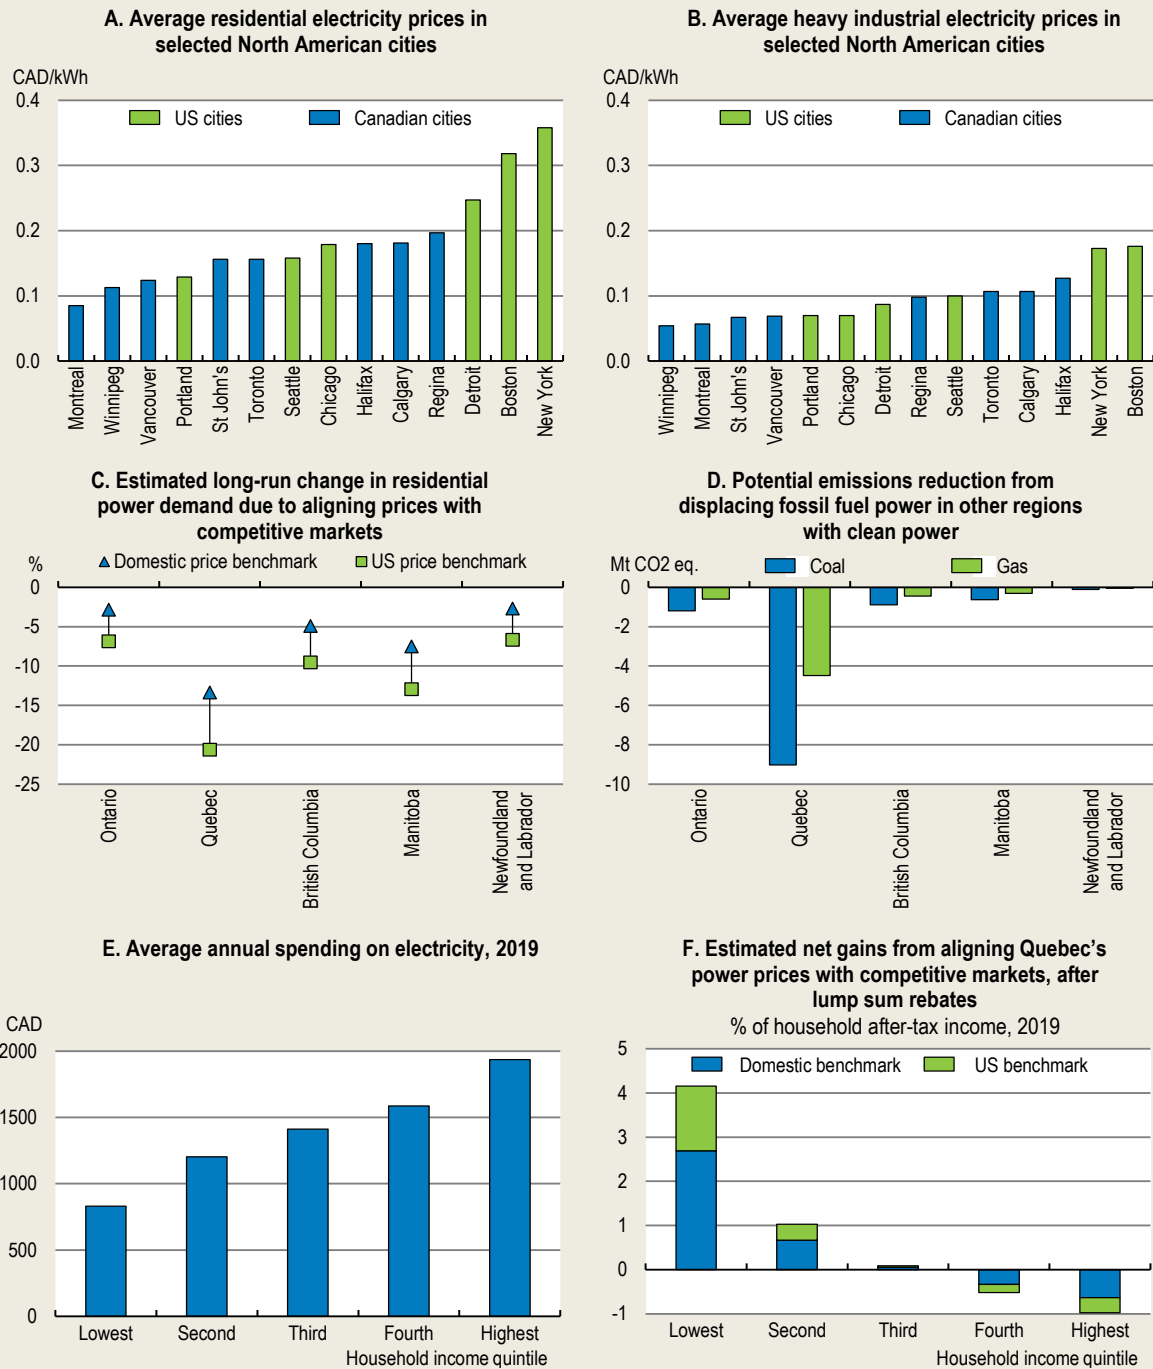 A. Average residential electricity prices in
selected North American cities
CAD/kWh
0.4
0.3
0.2
0.1
0.0
US cities
Canadian cities
Montreal
Winnipeg
Vancouver
Portland
St John's
Toronto
Seattle
Chicago
Halifax
Calgary
Regina
Detroit
Boston
New York
B. Average heavy industrial electricity prices in
selected North American cities
CAD/kWh
0.4
0.3
0.2
0.1
0.0
US cities
Canadian cities
Winnipeg
Montreal
St John's
Vancouver
Portland
Chicago
Detroit
Regina
Seattle
Toronto
Calgary
Halifax
New York
Boston
C. Estimated long-run change in residential
power demand due to aligning prices with
competitive markets
%
Domestic price benchmark
US price benchmark
0
-5
-10
-15
-20
-25
Ontario
Quebec
British Columbia
Manitoba
Newfoundland
and Labrador
D. Potential emissions reduction from
displacing fossil fuel power in other regions
with clean power
Mt CO2 eq.
Coal
Gas
0
-2
-4
-6
-8
-10
Ontario
Quebec
British Columbia
Manitoba
Newfoundland
and Labrador
E. Average annual spending on electricity, 2019
CAD
2000
1500
1000
500
0
Lowest
Second
Third
Fourth
Highest
Household income quintile
F. Estimated net gains from aligning Quebec's
power prices with competitive markets, after
lump sum rebates
% of household after-tax income, 2019
5
4
3
2
1
0
-1
Domestic benchmark
US benchmark
Lowest
Second
Third
Fourth
Highest
Household income quintile